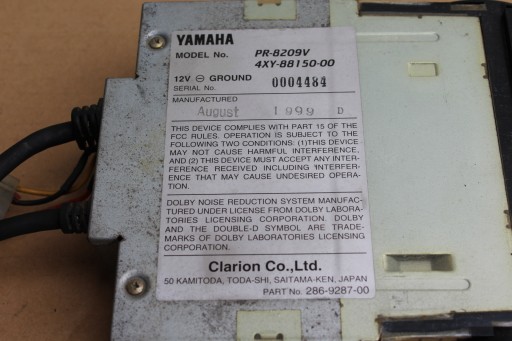 YAMAHA
MODEL No. PR-8209V
4XY-88150-00
12V ⊖ GROUND
SERIAL No. 0004484
MANUFACTURED
August 1999 D
THIS DEVICE COMPLIES WITH PART 15 OF THE
FCC RULES. OPERATION IS SUBJECT TO THE
FOLLOWING TWO CONDITIONS: (1)THIS DEVICE
MAY NOT CAUSE HARMFUL INTERFERENCE,
AND (2) THIS DEVICE MUST ACCEPT ANY INTER-
FERENCE RECEIVED INCLUDING INTERFER-
ENCE THAT MAY CAUSE UNDESIRED OPERA-
TION.
DOLBY NOISE REDUCTION SYSTEM MANUFAC-
TURED UNDER LICENSE FROM DOLBY LABORA-
TORIES LICENSING CORPORATION. DOLBY
AND THE DOUBLE-D SYMBOL ARE TRADE-
MARKS OF DOLBY LABORATORIES LICENSING
CORPORATION.
Clarion Co.,Ltd.
50 KAMITODA, TODA-SHI, SAITAMA-KEN, JAPAN
PART No. 286-9287-00